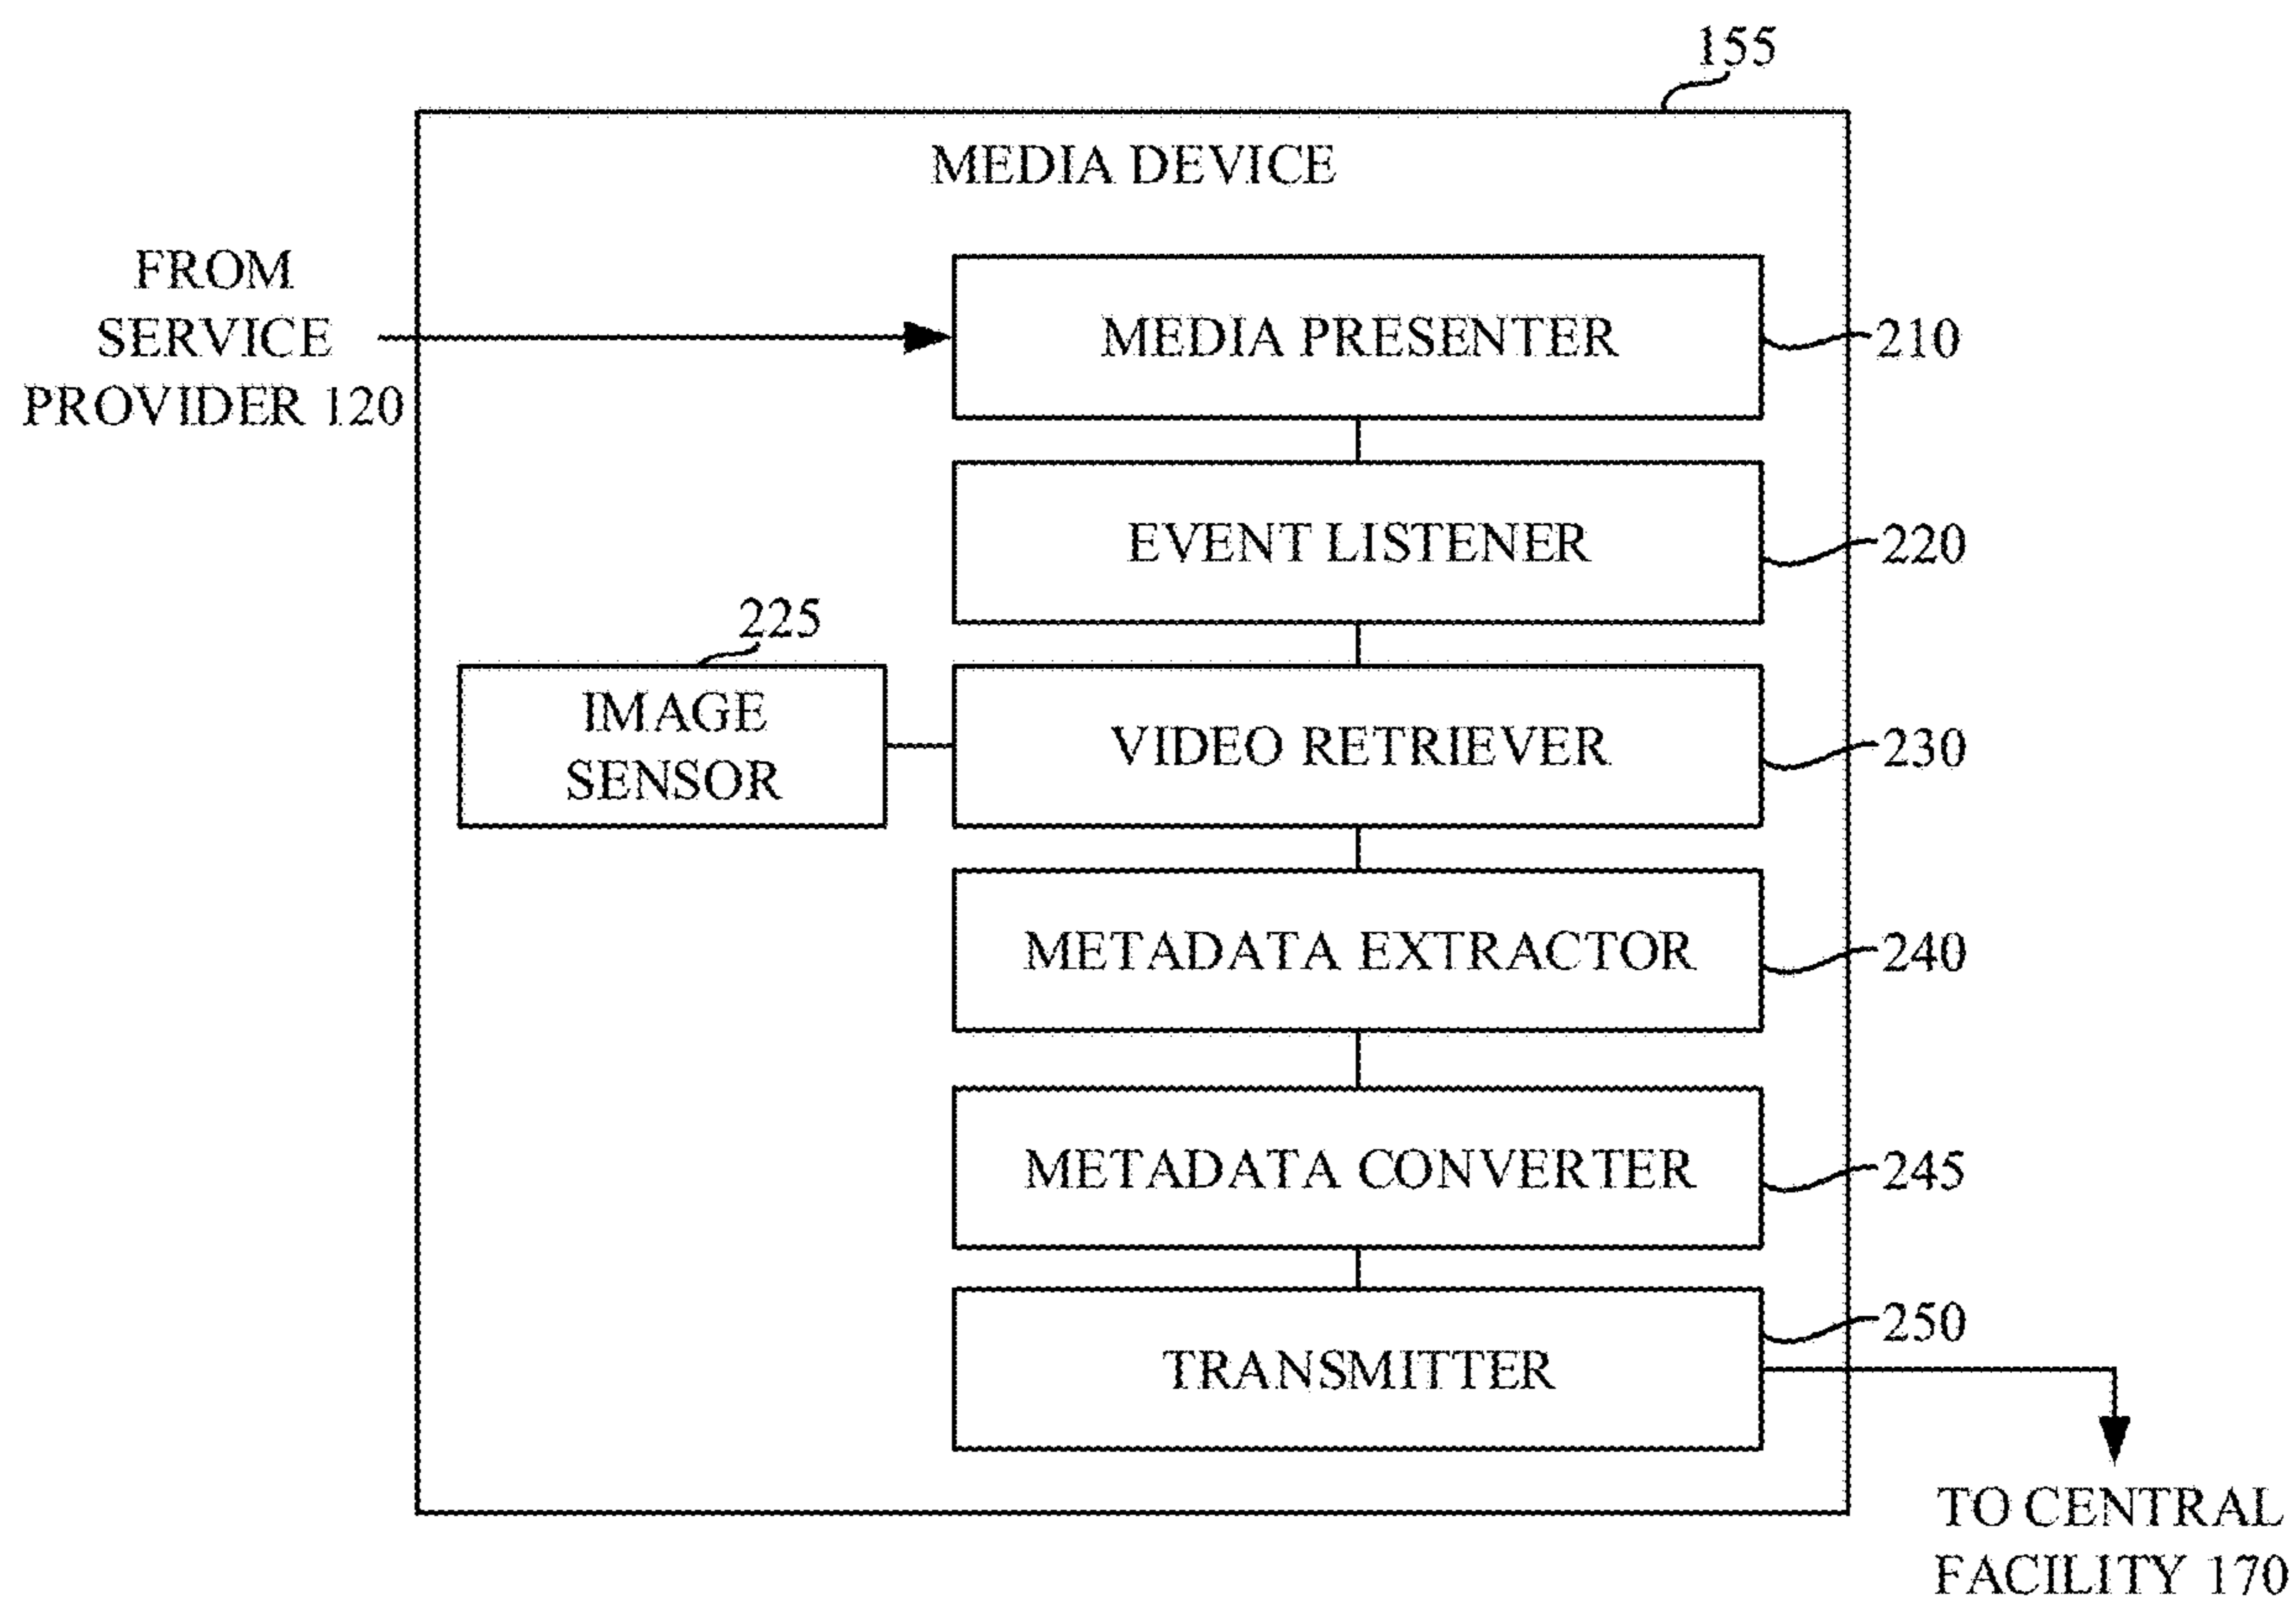 155
MEDIA DEVICE
FROM
SERVICE
PROVIDER 120
MEDIA PRESENTER
210
EVENT LISTENER
220
225
IMAGE
SENSOR
VIDEO RETRIEVER
230
METADATA EXTRACTOR
240
METADATA CONVERTER
245
TRANSMITTER
250
TO CENTRAL
FACILITY 170